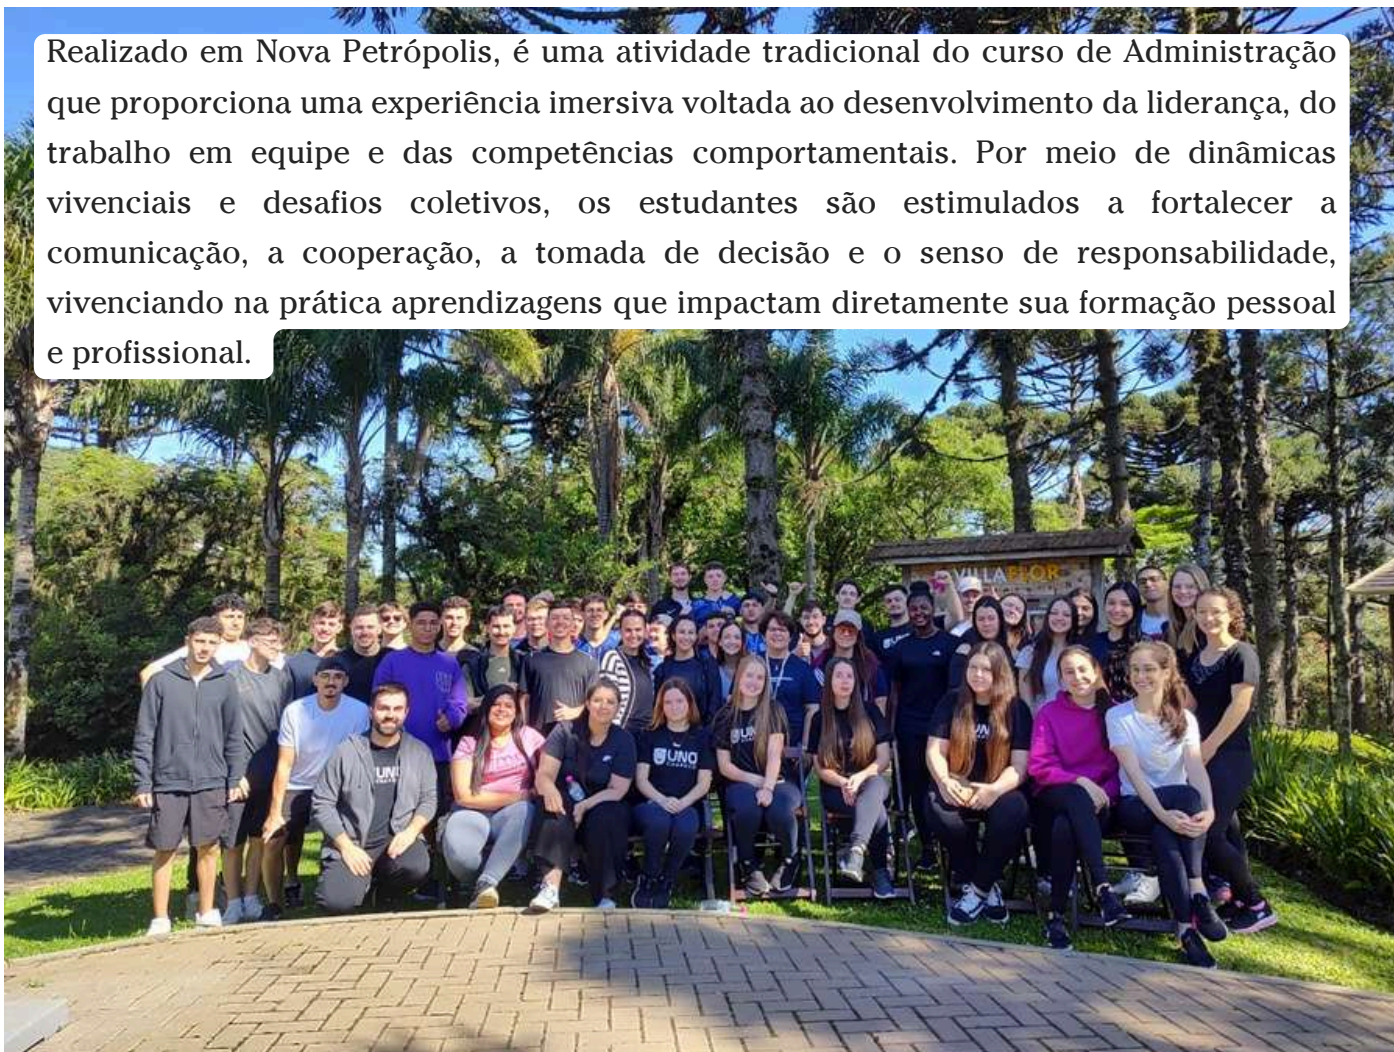 Realizado em Nova Petrópolis, é uma atividade tradicional do curso de Administração
que proporciona uma experiência imersiva voltada ao desenvolvimento da liderança, do
trabalho em equipe e das competências comportamentais. Por meio de dinâmicas
vivenciais e desafios coletivos, os estudantes são estimulados a fortalecer a
comunicação, a cooperação, a tomada de decisão e o senso de responsabilidade,
vivenciando na prática aprendizagens que impactam diretamente sua formação pessoal
e profissional.
VILLAFLOR
UNO
UNO
UNO
CHAPECÓ